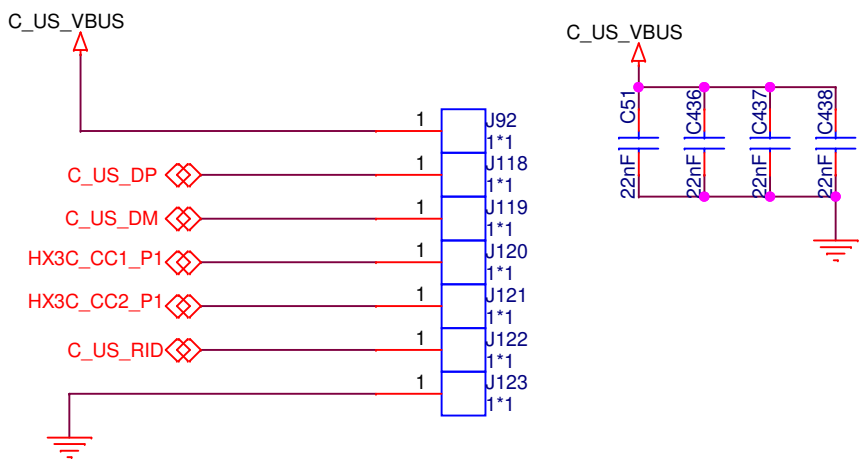 C_US_VBUS
1
J92
1*1
C_US_DP
1
J118
1*1
C_US_DM
1
J119
1*1
HX3C_CC1_P1
1
J120
1*1
HX3C_CC2_P1
1
J121
1*1
C_US_RID
1
J122
1*1
1
J123
1*1
C_US_VBUS
C51
22nF
C436
22nF
C437
22nF
C438
22nF